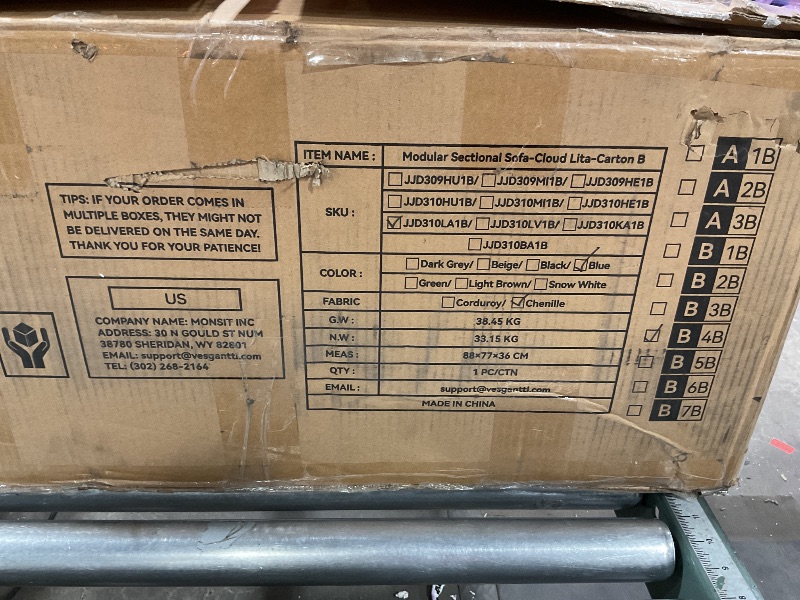 TIPS: IF YOUR ORDER COMES IN
MULTIPLE BOXES, THEY MIGHT NOT
BE DELIVERED ON THE SAME DAY.
THANK YOU FOR YOUR PATIENCE!
US
COMPANY NAME: MONSIT INC
ADDRESS: 30 N GOULD ST NUM
38780 SHERIDAN, WY 82801
EMAIL: support@vesgantti.com
TEL: (302) 268-2164
ITEM NAME : Modular Sectional Sofa-Cloud Lita-Carton B
SKU :
JJD309HU1B/ JJD309MI1B/ JJD309HE1B
JJD310HU1B/ JJD310MI1B/ JJD310HE1B
JJD310LA1B/ JJD310LV1B/ JJD310KA1B
JJD310BA1B
COLOR :
Dark Grey/ Beige/ Black/ Blue
Green/ Light Brown/ Snow White
FABRIC Corduroy/ Chenille
G.W : 38.45 KG
N.W : 33.15 KG
MEAS : 88×77×36 CM
QTY : 1 PC/CTN
EMAIL : support@vesgantti.com
MADE IN CHINA
A 1B
A 2B
A 3B
B 1B
B 2B
B 3B
B 4B
B 5B
B 6B
B 7B